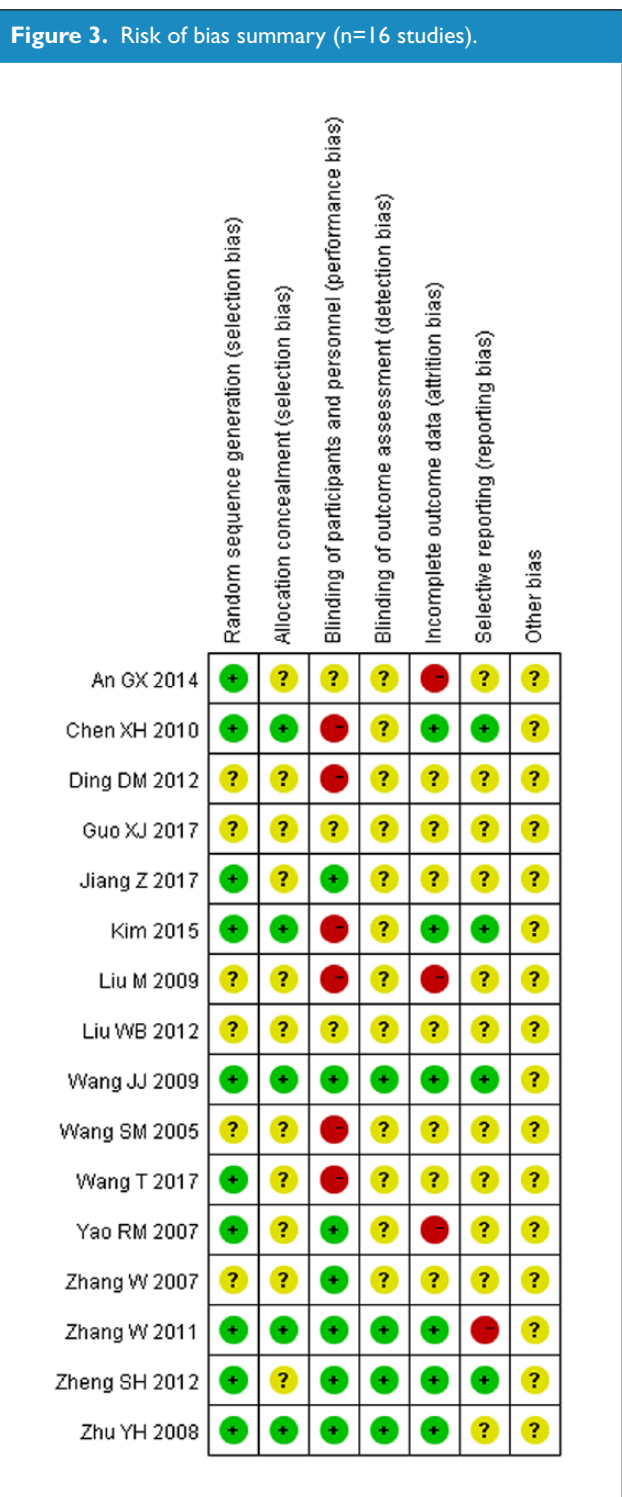 Figure 3. Risk of bias summary (n=16 studies).
Random sequence generation (selection bias)
Allocation concealment (selection bias)
Blinding of participants and personnel (performance bias)
Blinding of outcome assessment (detection bias)
Incomplete outcome data (attrition bias)
Selective reporting (reporting bias)
Other bias
An GX 2014 + ? ? ? - ? ?
Chen XH 2010 + + - ? + + ?
Ding DM 2012 ? ? - ? ? ? ?
Guo XJ 2017 ? ? ? ? ? ? ?
Jiang Z 2017 + ? + ? ? ? ?
Kim 2015 + + - ? + + ?
Liu M 2009 ? ? - ? - ? ?
Liu WB 2012 ? ? ? ? ? ? ?
Wang JJ 2009 + + + + + + ?
Wang SM 2005 ? ? - ? ? ? ?
Wang T 2017 + ? - ? ? ? ?
Yao RM 2007 + ? + ? - ? ?
Zhang W 2007 ? ? + ? ? ? ?
Zhang W 2011 + + + + + - ?
Zheng SH 2012 + ? + + + + ?
Zhu YH 2008 + + + + + ? ?